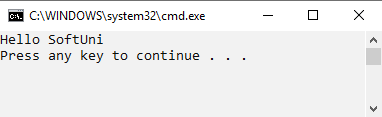 C:\WINDOWS\system32\cmd.exe
Hello SoftUni
Press any key to continue . . .